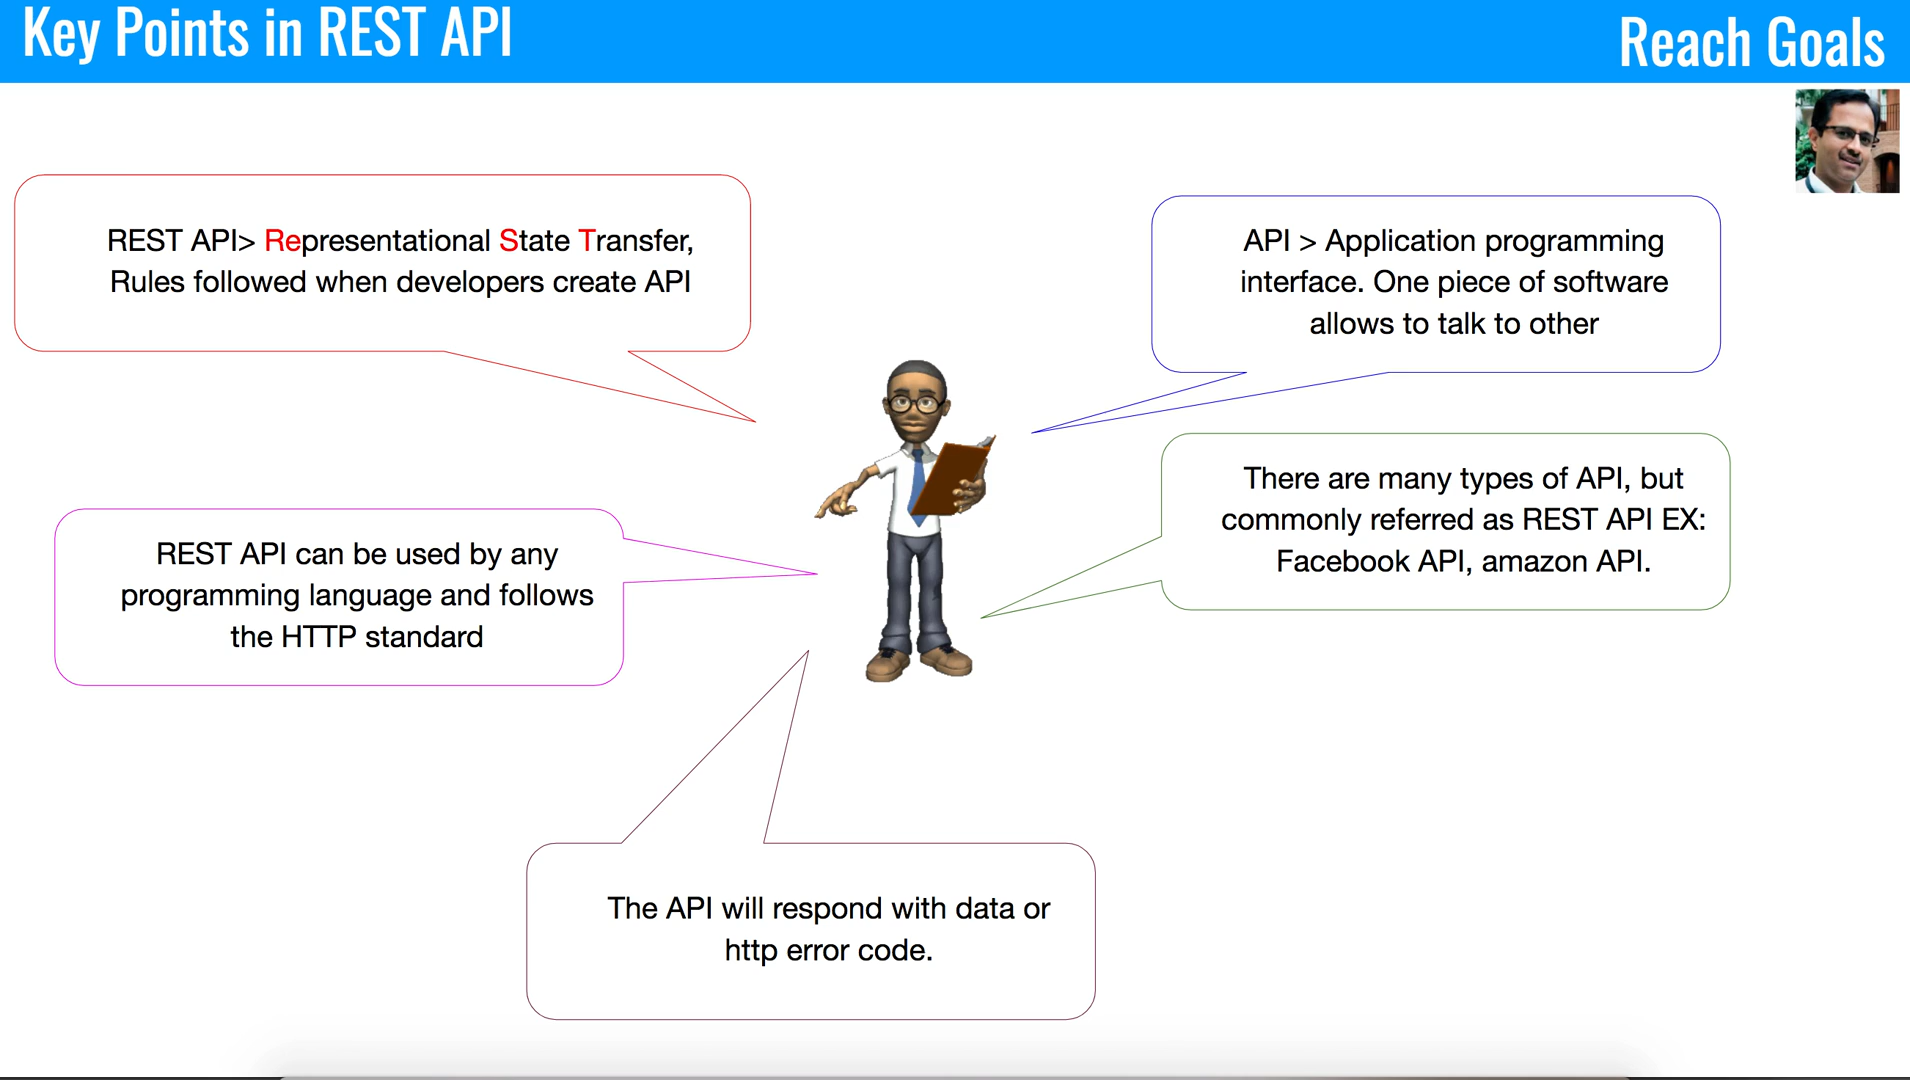 Key Points in REST API
Reach Goals
REST API> Representational State Transfer,
Rules followed when developers create API
API > Application programming
interface. One piece of software
allows to talk to other
There are many types of API, but
commonly referred as REST API EX:
Facebook API, amazon API.
REST API can be used by any
programming language and follows
the HTTP standard
The API will respond with data or
http error code.